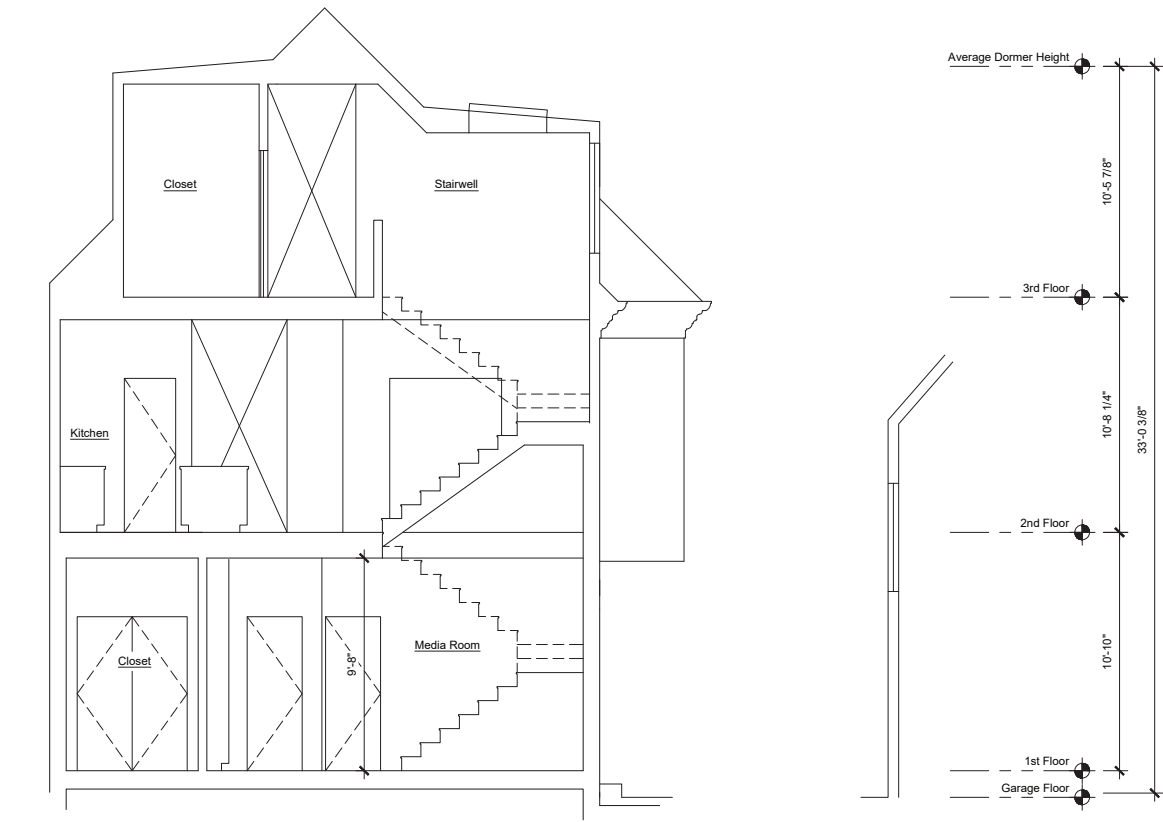 Average Dormer Height
10'-5 7/8"
Closet
Stairwell
3rd Floor
10'-8 1/4"
33'-0 3/8"
Kitchen
2nd Floor
10'-10"
Media Room
9'-8"
Closet
1st Floor
Garage Floor